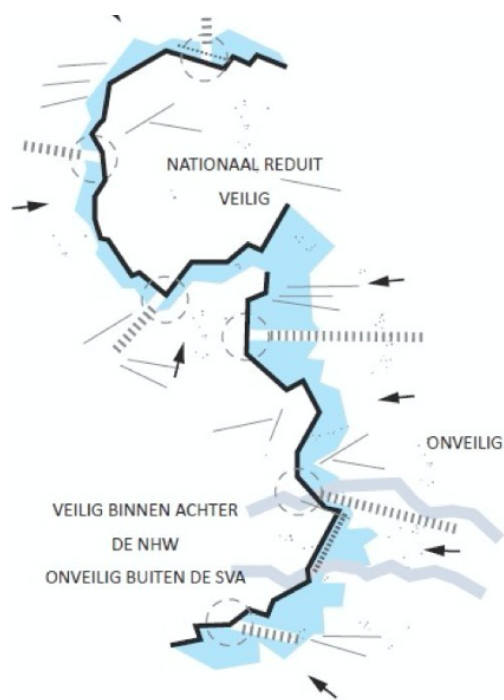 NATIONAAL REDUIT
VEILIG
ONVEILIG
VEILIG BINNEN ACHTER
DE NHW
ONVEILIG BUITEN DE SVA